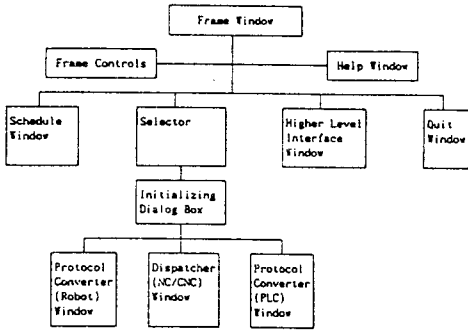 Frame Window
Frame Controls
Help Window
Schedule
Window
Selector
Higher Level
Interface
Window
Quit
Window
Initializing
Dialog Box
Protocol
Converter
(Robot)
Window
Dispatcher
(NC/CNC)
Window
Protocol
Converter
(PLC)
Window